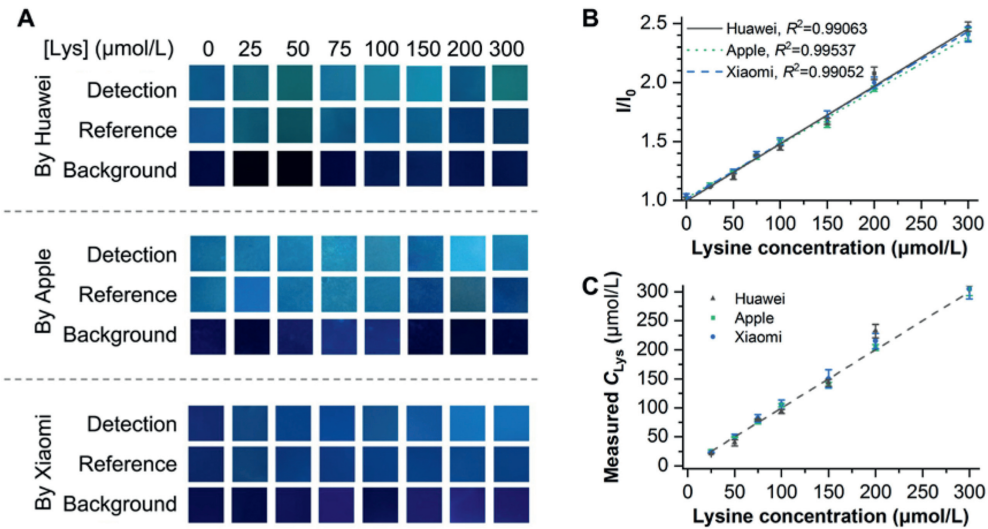 A
[Lys] (μmol/L)
0 25 50 75 100 150 200 300
By Huawei
Detection
Reference
Background
By Apple
Detection
Reference
Background
By Xiaomi
Detection
Reference
Background
B
Huawei, R²=0.99063
Apple, R²=0.99537
Xiaomi, R²=0.99052
I/I₀
2.5
2.0
1.5
1.0
0 50 100 150 200 250 300
Lysine concentration (μmol/L)
C
Huawei
Apple
Xiaomi
Measured C_Lys (μmol/L)
300
250
200
150
100
50
0
0 50 100 150 200 250 300
Lysine concentration (μmol/L)